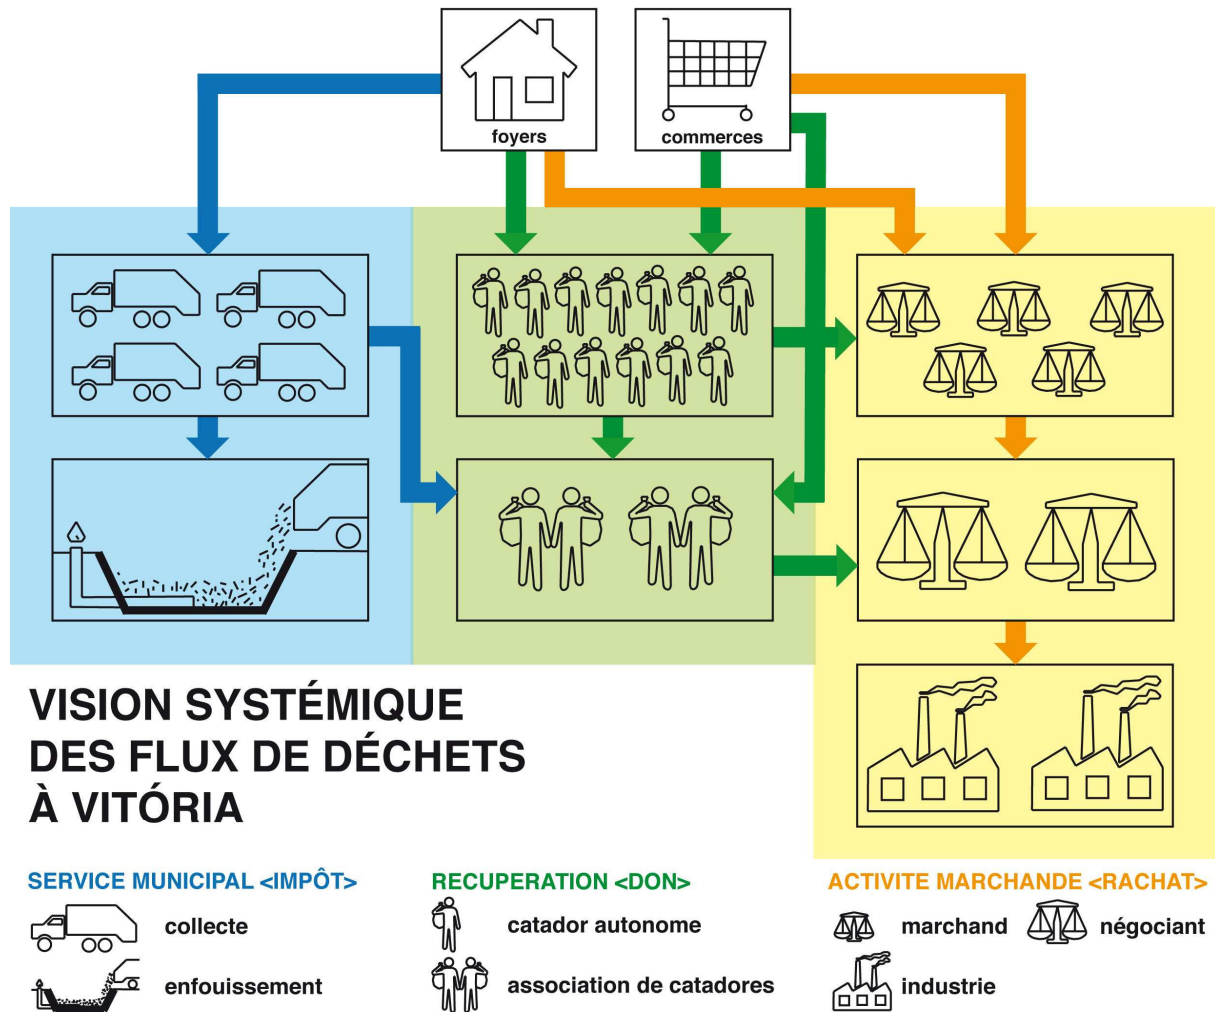 foyers
commerces
VISION SYSTÉMIQUE
DES FLUX DE DÉCHETS
À VITÓRIA
SERVICE MUNICIPAL <IMPÔT>
collecte
enfouissement
RECUPERATION <DON>
catador autonome
association de catadores
ACTIVITE MARCHANDE <RACHAT>
marchand
négociant
industrie